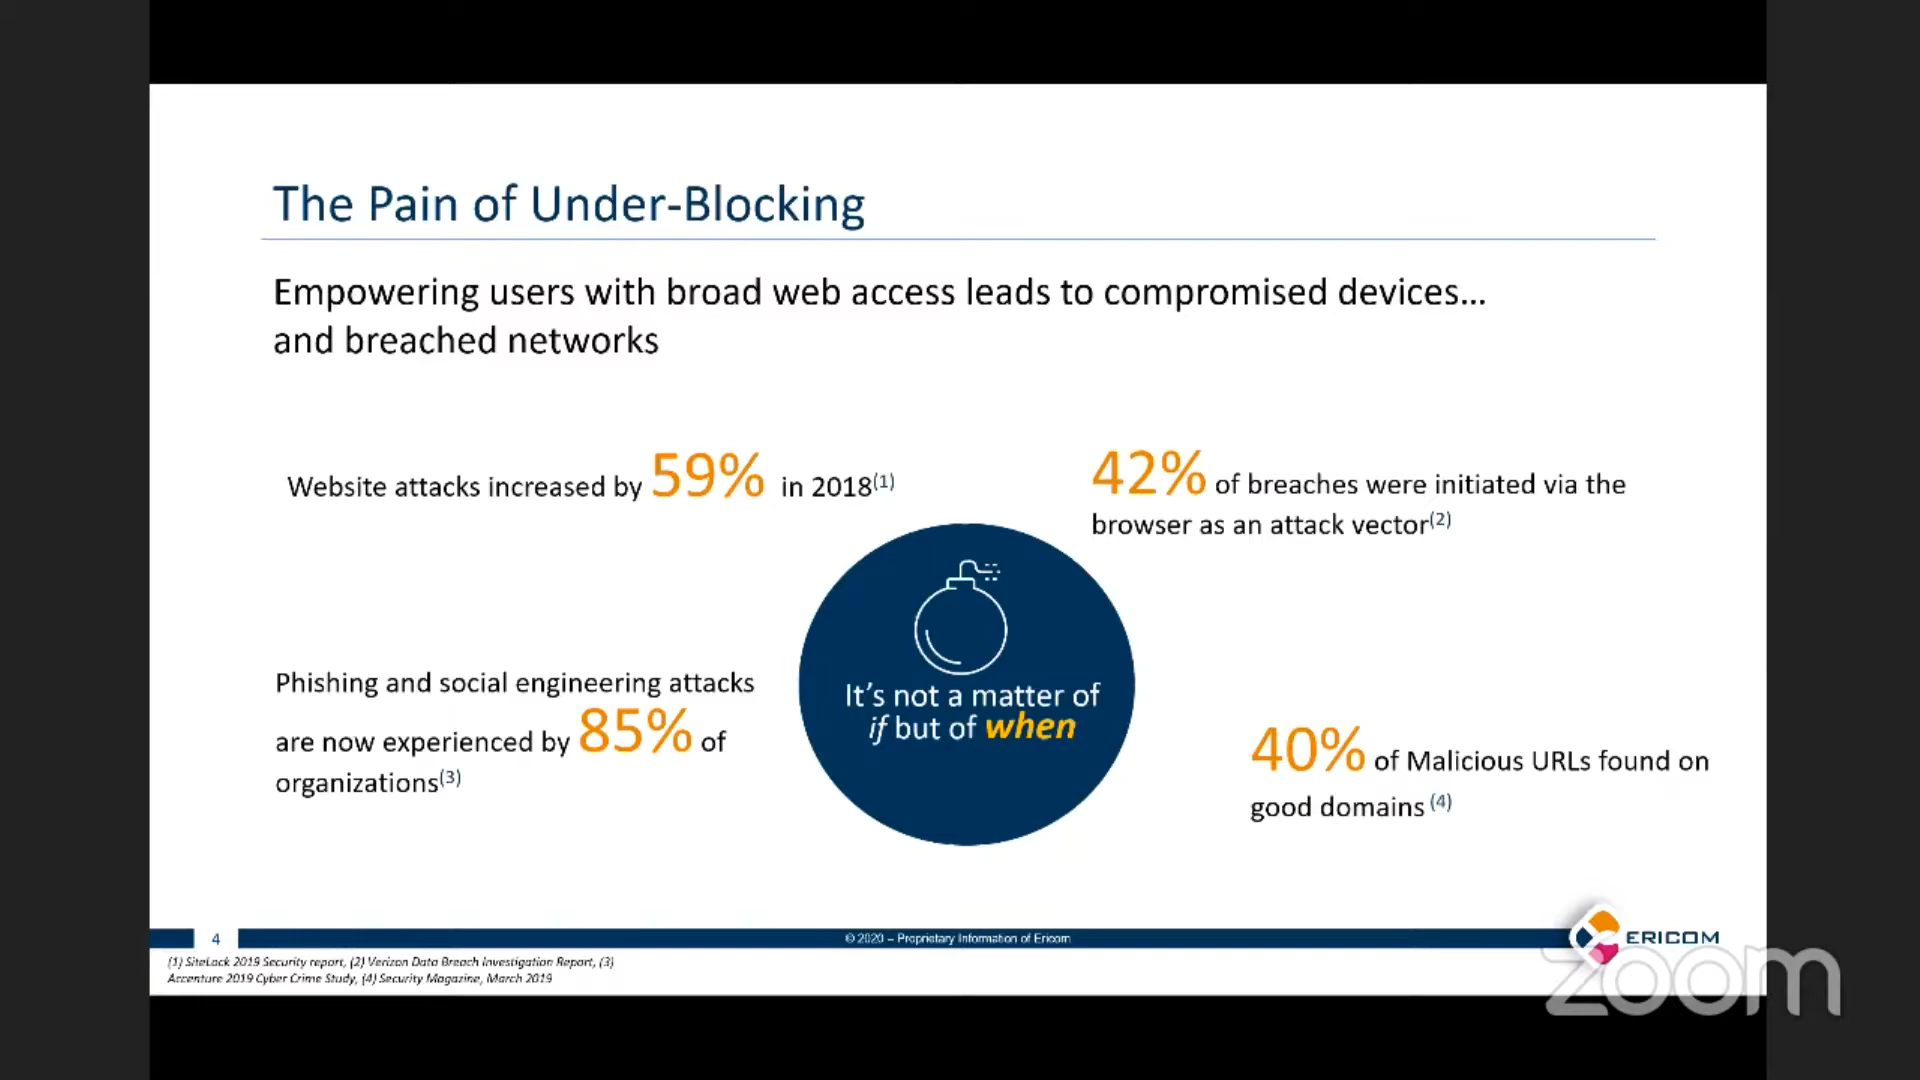 The Pain of Under-Blocking
Empowering users with broad web access leads to compromised devices...
and breached networks
Website attacks increased by 59% in 2018(1)
42% of breaches were initiated via the
browser as an attack vector(2)
Phishing and social engineering attacks
are now experienced by 85% of
organizations(3)
It's not a matter of
if but of when
40% of Malicious URLs found on
good domains (4)
4
© 2020 – Proprietary Information of Ericom
ERICOM
(1) SiteLock 2019 Security report, (2) Verizon Data Breach Investigation Report, (3)
Accenture 2019 Cyber Crime Study, (4) Security Magazine, March 2019
zoom